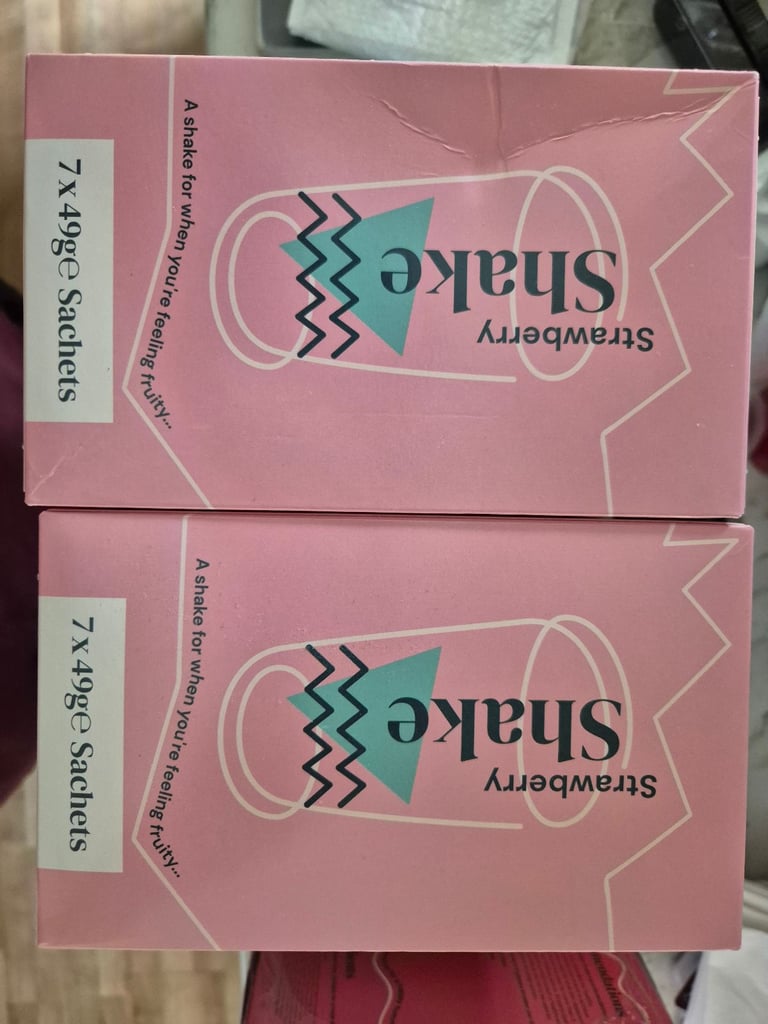 Strawberry
Shake
A shake for when you're feeling fruity...
7 x 49g℮ Sachets
Strawberry
Shake
A shake for when you're feeling fruity...
7 x 49g℮ Sachets